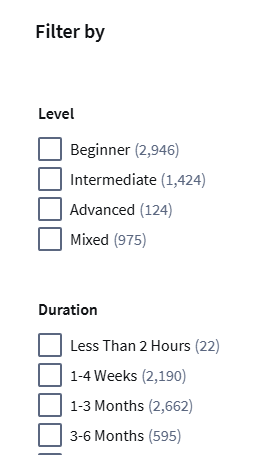 Filter by
Level
Beginner (2,946)
Intermediate (1,424)
Advanced (124)
Mixed (975)
Duration
Less Than 2 Hours (22)
1-4 Weeks (2,190)
1-3 Months (2,662)
3-6 Months (595)